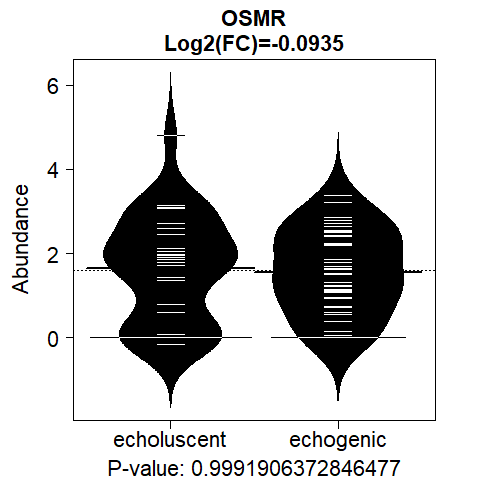 OSMR
Log2(FC)=-0.0935
Abundance
6
4
2
0
echoluscent echogenic
P-value: 0.9991906372846477